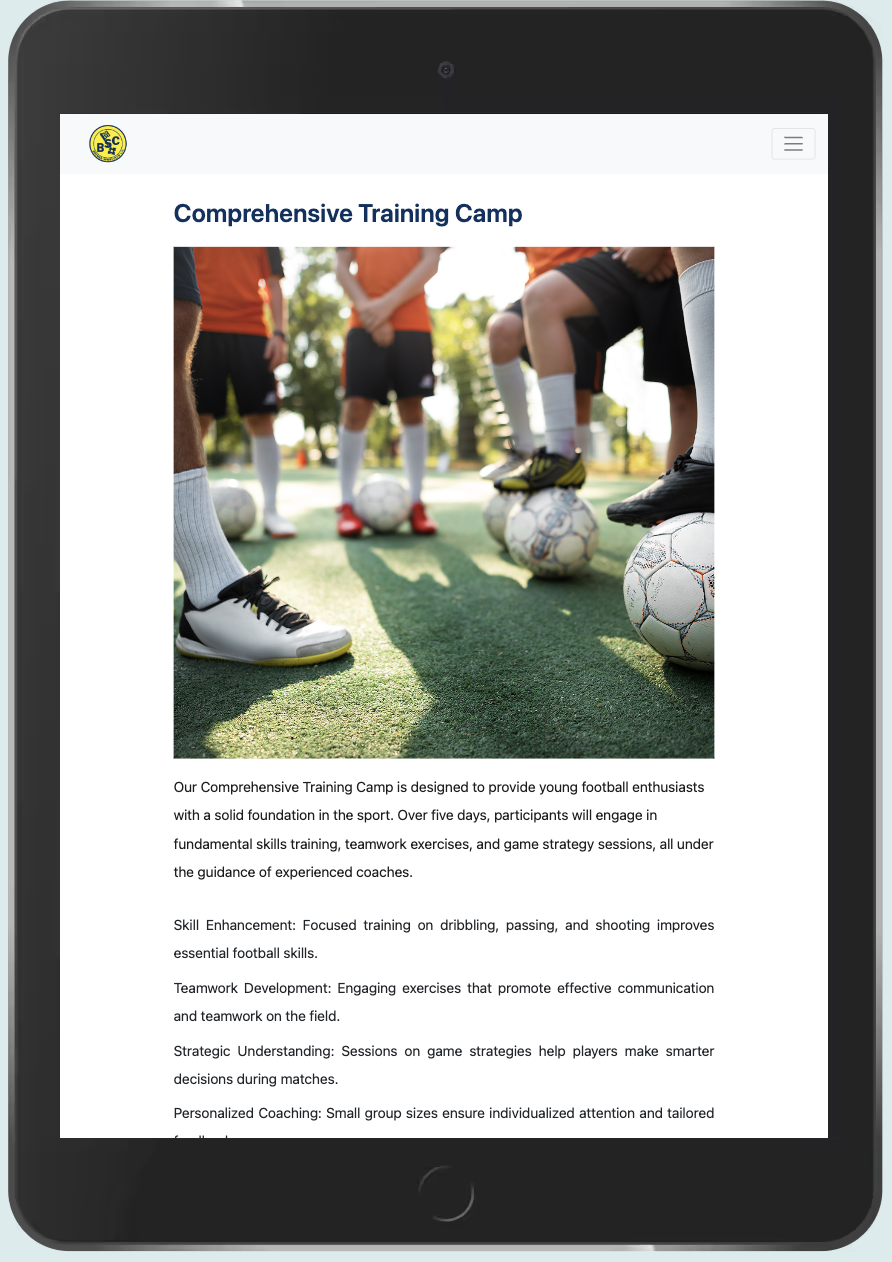 BSC
Comprehensive Training Camp
Our Comprehensive Training Camp is designed to provide young football enthusiasts
with a solid foundation in the sport. Over five days, participants will engage in
fundamental skills training, teamwork exercises, and game strategy sessions, all under
the guidance of experienced coaches.
Skill Enhancement: Focused training on dribbling, passing, and shooting improves
essential football skills.
Teamwork Development: Engaging exercises that promote effective communication
and teamwork on the field.
Strategic Understanding: Sessions on game strategies help players make smarter
decisions during matches.
Personalized Coaching: Small group sizes ensure individualized attention and tailored